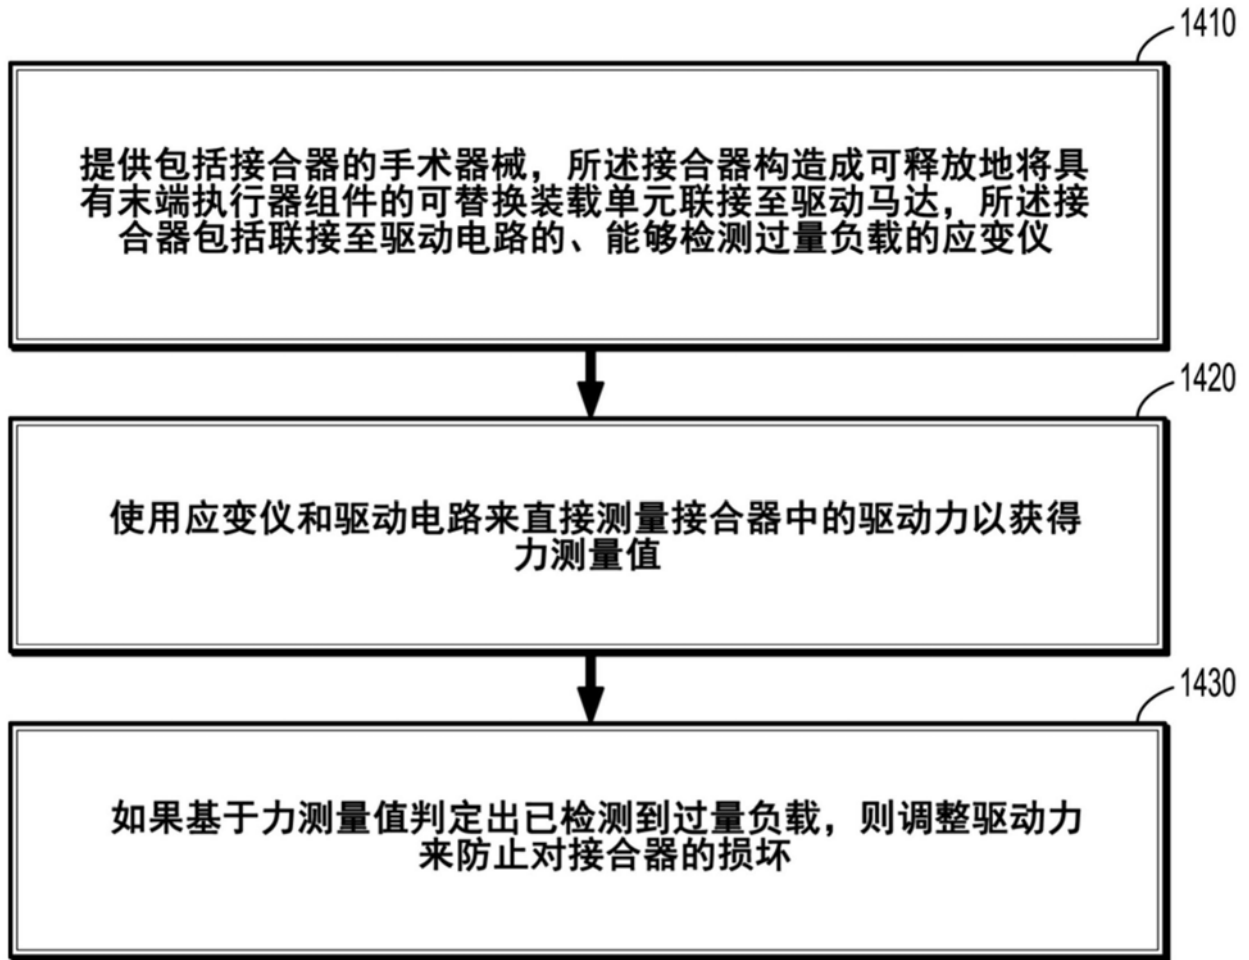 1410
提供包括接合器的手术器械，所述接合器构造成可释放地将具
有末端执行器组件的可替换装载单元联接至驱动马达，所述接
合器包括联接至驱动电路的、能够检测过量负载的应变仪
1420
使用应变仪和驱动电路来直接测量接合器中的驱动力以获得
力测量值
1430
如果基于力测量值判定出已检测到过量负载，则调整驱动力
来防止对接合器的损坏